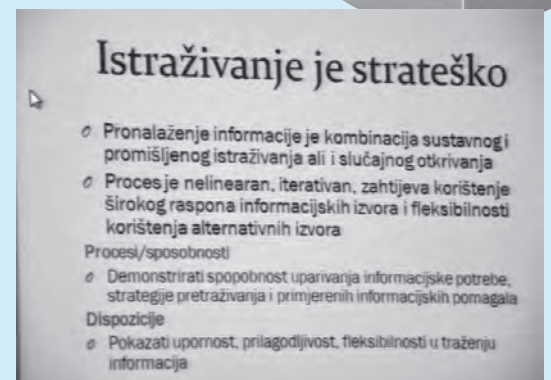 Istraživanje je strateško
Pronalaženje informacije je kombinacija sustavnog i
promišljenog istraživanja ali i slučajnog otkrivanja
Proces je nelinearan, iterativan, zahtijeva korištenje
širokog raspona informacijskih izvora i fleksibilnosti
korištenja alternativnih izvora
Procesi/sposobnosti
Demonstrirati spopobnost uparivanja informacijske potrebe,
strategije pretraživanja i primjerenih informacijskih pomagala
Dispozicije
Pokazati upornost, prilagodljivost, fleksibilnosti u traženju
informacija